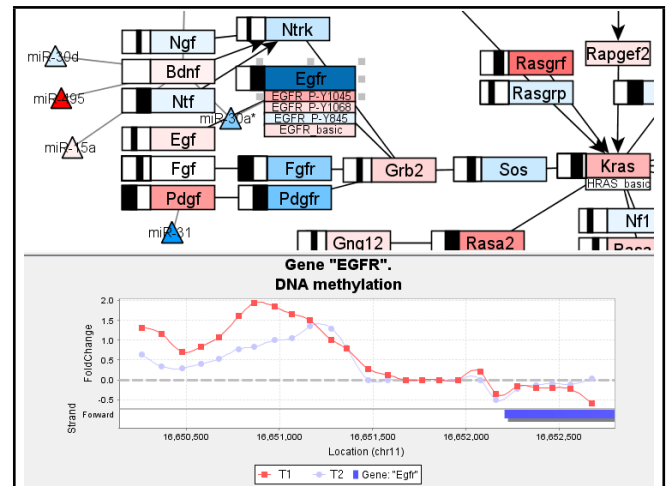 Ngf
Ntrk
miR-30d
Bdnf
Egfr
Rasgrf
Rapgef2
miR-195
Ntf
EGFR_P-Y1045
EGFR_P-Y1068
EGFR_P-Y845
EGFR_basic
miR-30a*
Rasgrp
miR-15a
Egf
Fgf
Fgfr
Grb2
Sos
Kras
HRAS_basic
Pdgf
Pdgfr
miR-31
Gng12
Rasa2
Nf1
Gene "EGFR".
DNA methylation
FoldChange
2.0
1.5
1.0
0.5
0.0
-0.5
Strand
Forward
16,650,500
16,651,000
16,651,500
16,652,000
16,652,500
Location (chr11)
T1
T2
Gene: "Egfr"